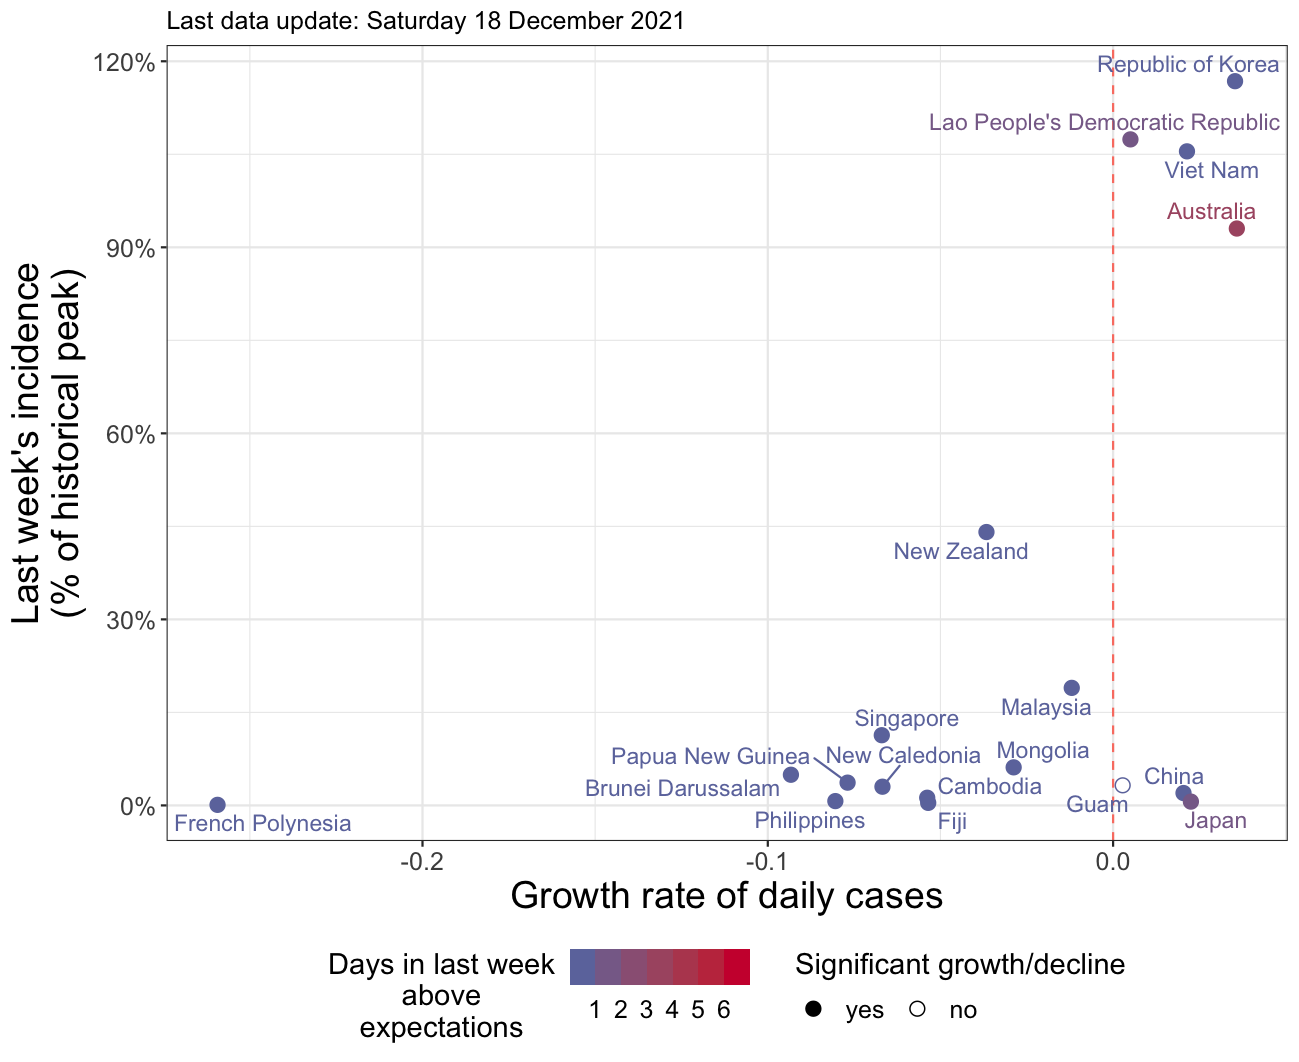 Last data update: Saturday 18 December 2021
Last week's incidence
(% of historical peak)
120%
90%
60%
30%
0%
Republic of Korea
Lao People's Democratic Republic
Viet Nam
Australia
New Zealand
Malaysia
Singapore
Papua New Guinea
New Caledonia
Mongolia
Brunei Darussalam
Cambodia
China
Guam
French Polynesia
Philippines
Fiji
Japan
-0.2
-0.1
0.0
Growth rate of daily cases
Days in last week
above
expectations
1 2 3 4 5 6
Significant growth/decline
yes
no